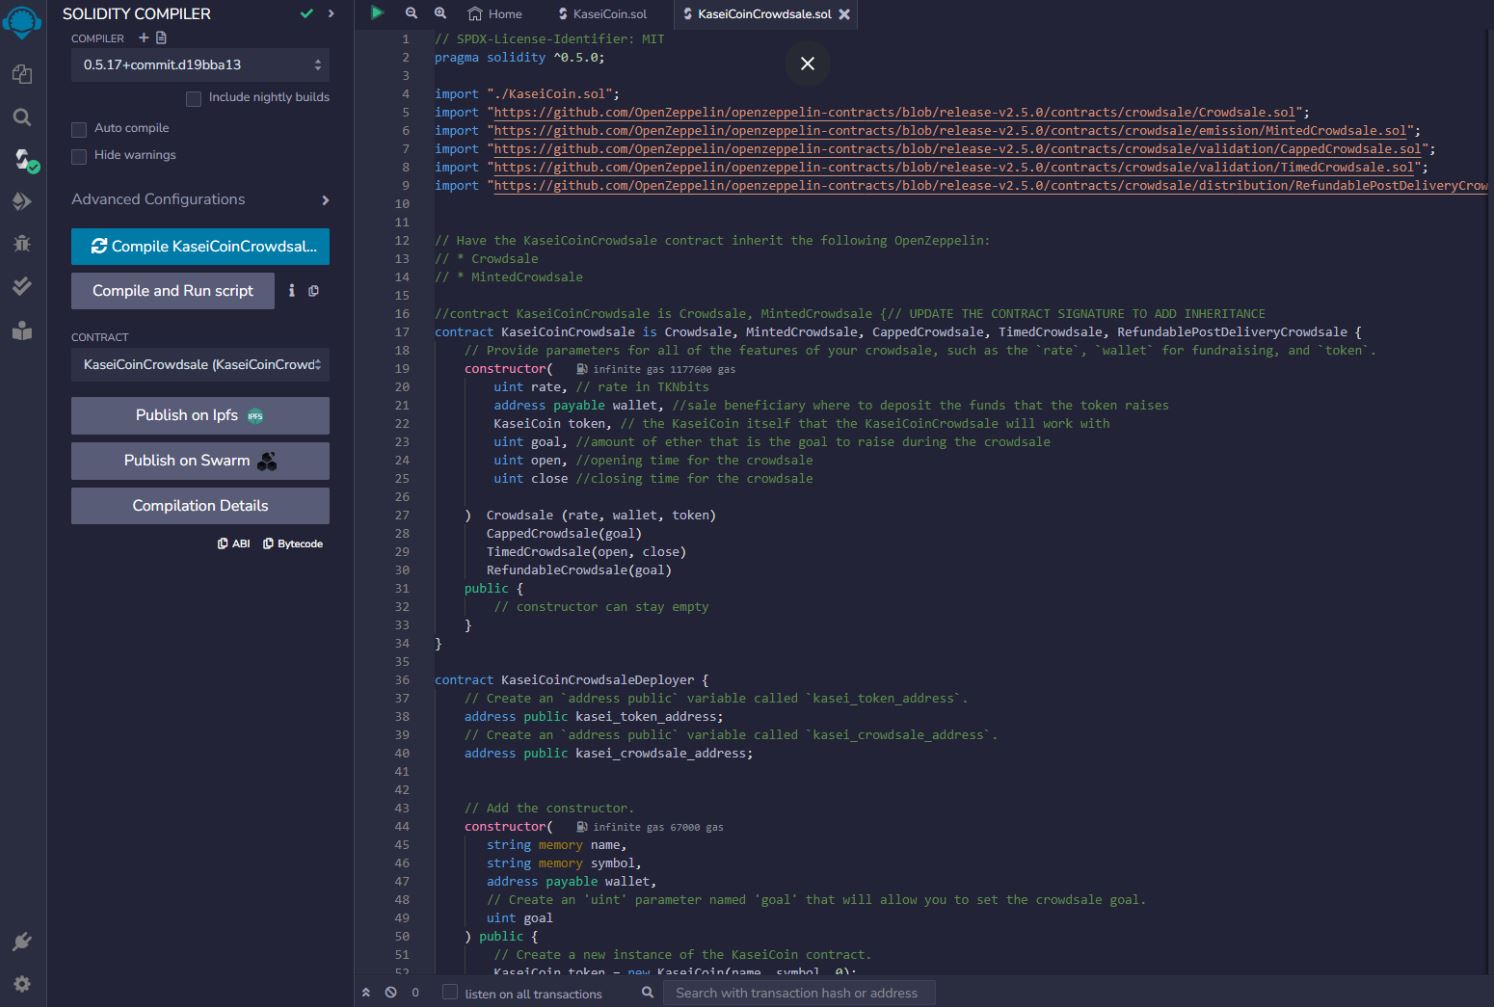 SOLIDITY COMPILER
COMPILER
0.5.17+commit.d19bba13
Include nightly builds
Auto compile
Hide warnings
Advanced Configurations
Compile KaseiCoinCrowdsal...
Compile and Run script
CONTRACT
KaseiCoinCrowdsale (KaseiCoinCrowd
Publish on Ipfs
IPFS
Publish on Swarm
Compilation Details
ABI Bytecode
Home KaseiCoin.sol KaseiCoinCrowdsale.sol
1 // SPDX-License-Identifier: MIT
2 pragma solidity ^0.5.0;
3
4 import "./KaseiCoin.sol";
5 import "https://github.com/OpenZeppelin/openzeppelin-contracts/blob/release-v2.5.0/contracts/crowdsale/Crowdsale.sol";
6 import "https://github.com/OpenZeppelin/openzeppelin-contracts/blob/release-v2.5.0/contracts/crowdsale/emission/MintedCrowdsale.sol";
7 import "https://github.com/OpenZeppelin/openzeppelin-contracts/blob/release-v2.5.0/contracts/crowdsale/validation/CappedCrowdsale.sol";
8 import "https://github.com/OpenZeppelin/openzeppelin-contracts/blob/release-v2.5.0/contracts/crowdsale/validation/TimedCrowdsale.sol";
9 import "https://github.com/OpenZeppelin/openzeppelin-contracts/blob/release-v2.5.0/contracts/crowdsale/distribution/RefundablePostDeliveryCrow
10
11
12 // Have the KaseiCoinCrowdsale contract inherit the following OpenZeppelin:
13 // * Crowdsale
14 // * MintedCrowdsale
15
16 //contract KaseiCoinCrowdsale is Crowdsale, MintedCrowdsale {// UPDATE THE CONTRACT SIGNATURE TO ADD INHERITANCE
17 contract KaseiCoinCrowdsale is Crowdsale, MintedCrowdsale, CappedCrowdsale, TimedCrowdsale, RefundablePostDeliveryCrowdsale {
18 // Provide parameters for all of the features of your crowdsale, such as the `rate`, `wallet` for fundraising, and `token`.
19 constructor( infinite gas 1177600 gas
20 uint rate, // rate in TKNbits
21 address payable wallet, //sale beneficiary where to deposit the funds that the token raises
22 KaseiCoin token, // the KaseiCoin itself that the KaseiCoinCrowdsale will work with
23 uint goal, //amount of ether that is the goal to raise during the crowdsale
24 uint open, //opening time for the crowdsale
25 uint close //closing time for the crowdsale
26
27 ) Crowdsale (rate, wallet, token)
28 CappedCrowdsale(goal)
29 TimedCrowdsale(open, close)
30 RefundableCrowdsale(goal)
31 public {
32 // constructor can stay empty
33 }
34 }
35
36 contract KaseiCoinCrowdsaleDeployer {
37 // Create an `address public` variable called `kasei_token_address`.
38 address public kasei_token_address;
39 // Create an `address public` variable called `kasei_crowdsale_address`.
40 address public kasei_crowdsale_address;
41
42
43 // Add the constructor.
44 constructor( infinite gas 67000 gas
45 string memory name,
46 string memory symbol,
47 address payable wallet,
48 // Create an 'uint' parameter named 'goal' that will allow you to set the crowdsale goal.
49 uint goal
50 ) public {
51 // Create a new instance of the KaseiCoin contract.
52 KaseiCoin token = new KaseiCoin(name, symbol, 0);
0 listen on all transactions Search with transaction hash or address